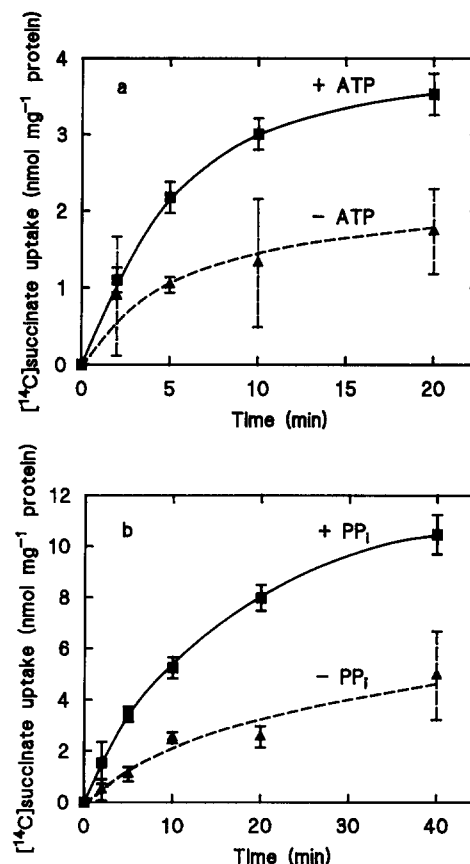 [¹⁴C]succinate uptake (nmol mg⁻¹ protein)
a
+ ATP
− ATP
4
3
2
1
0
0 5 10 15 20
Time (min)
[¹⁴C]succinate uptake (nmol mg⁻¹ protein)
b
+ PPᵢ
− PPᵢ
12
10
8
6
4
2
0
0 10 20 30 40
Time (min)